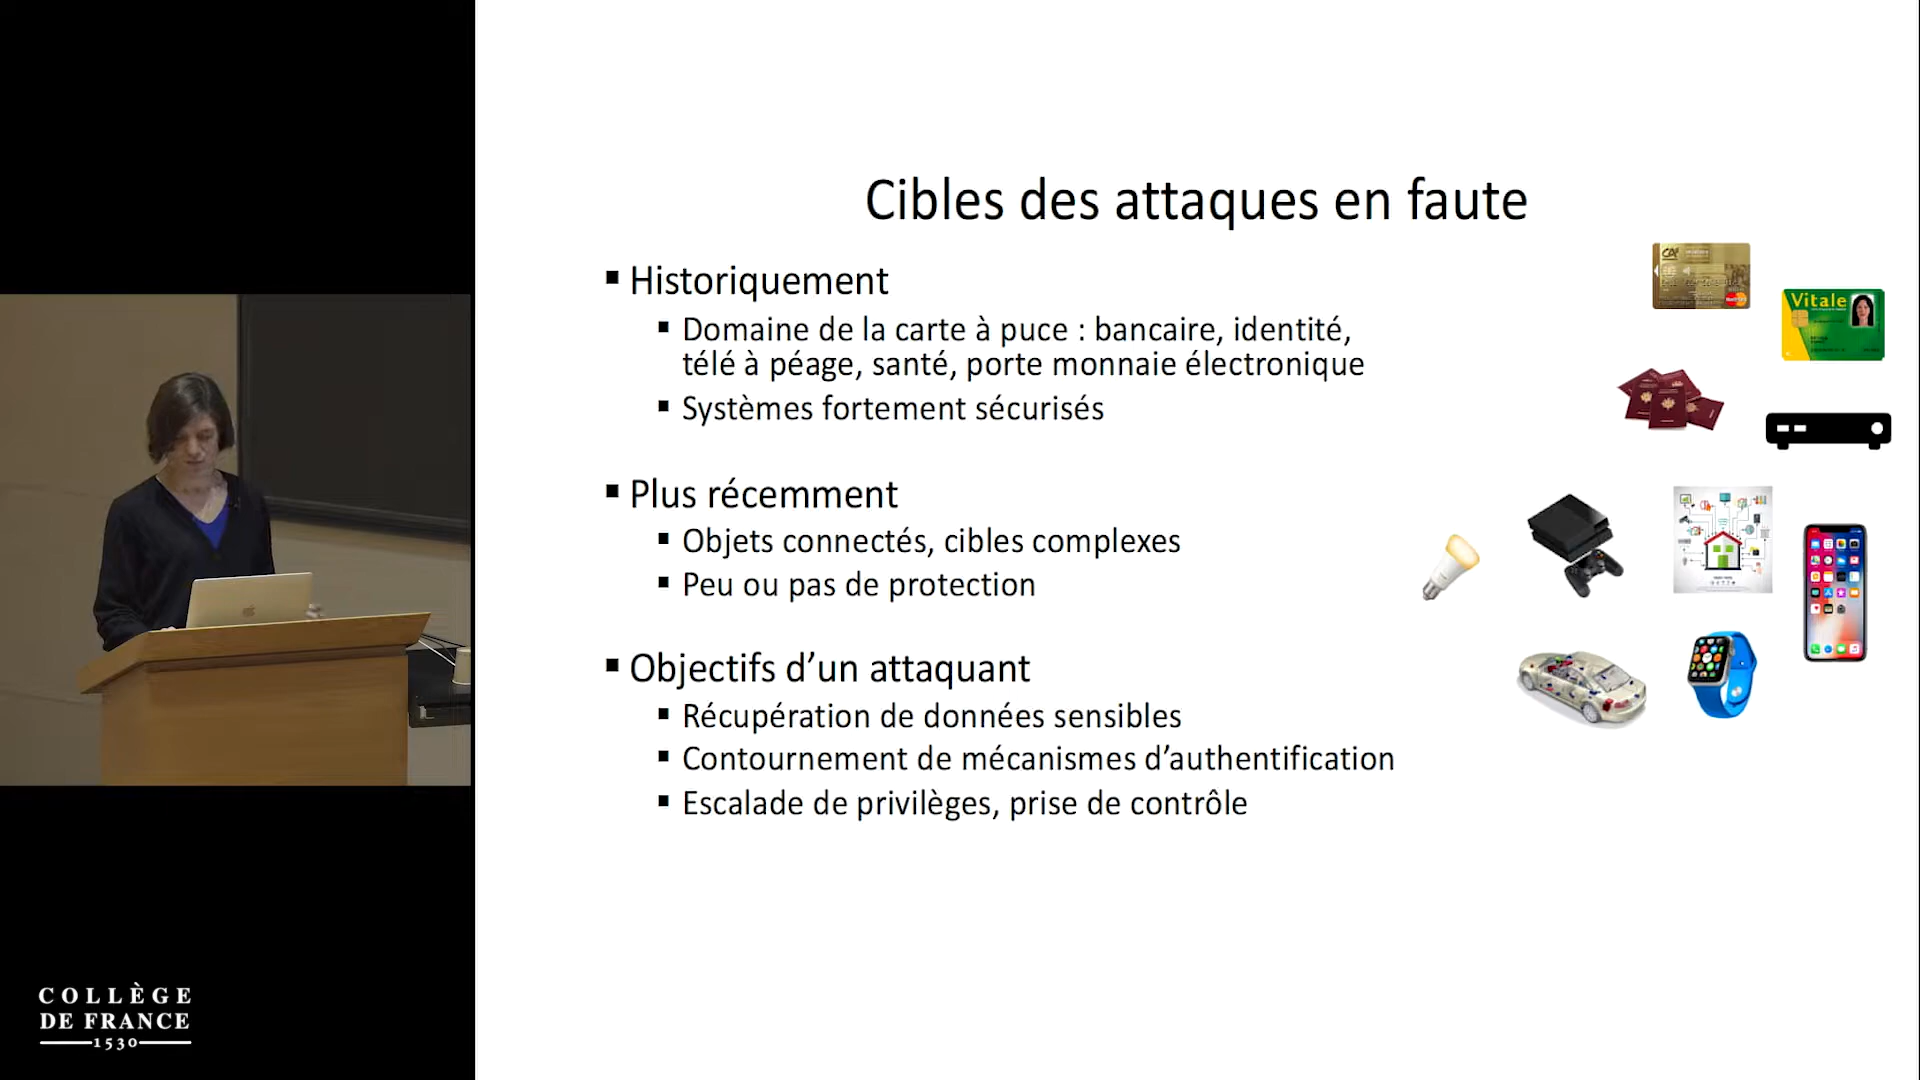 Cibles des attaques en faute
▪ Historiquement
▪ Domaine de la carte à puce : bancaire, identité,
télé à péage, santé, porte monnaie électronique
▪ Systèmes fortement sécurisés
▪ Plus récemment
▪ Objets connectés, cibles complexes
▪ Peu ou pas de protection
▪ Objectifs d’un attaquant
▪ Récupération de données sensibles
▪ Contournement de mécanismes d’authentification
▪ Escalade de privilèges, prise de contrôle
Vitale
COLLÈGE
DE FRANCE
1530